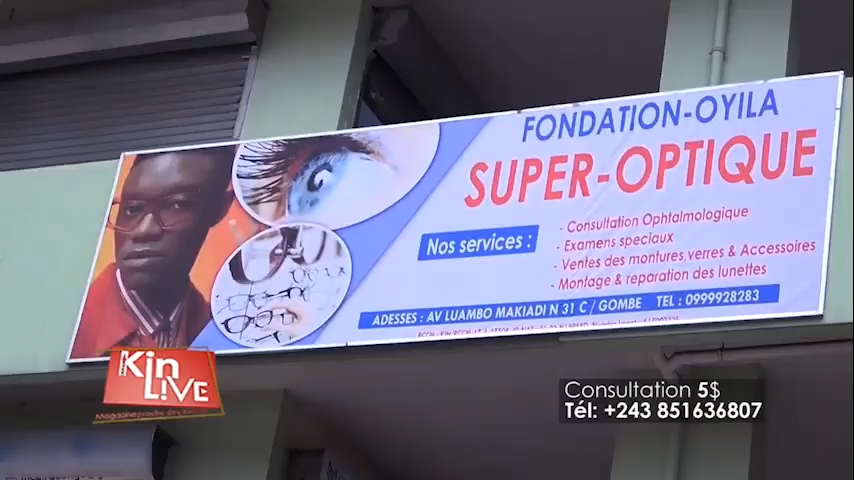 FONDATION-OYILA
SUPER-OPTIQUE
Nos services :
- Consultation Ophtalmologique
- Examens speciaux
- Ventes des montures,verres & Accessoires
- Montage & reparation des lunettes
ADESSES : AV LUAMBO MAKIADI N 31 C / GOMBE TEL : 0999928283
Kin
LIVE
Consultation 5$
Tél: +243 851636807